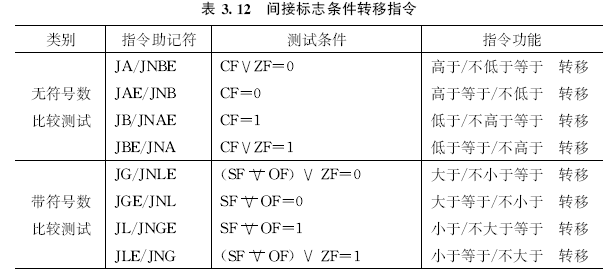 表 3.12 间接标志条件转移指令
类别 指令助记符 测试条件 指令功能
JA/JNBE CF∨ZF=0 高于/不低于等于 转移
无符号数 JAE/JNB CF=0 高于等于/不低于 转移
比较测试 JB/JNAE CF=1 低于/不高于等于 转移
JBE/JNA CF∨ZF=1 低于等于/不高于 转移
JG/JNLE (SF⊻OF)∨ZF=0 大于/不小于等于 转移
带符号数 JGE/JNL SF⊻OF=0 大于等于/不小于 转移
比较测试 JL/JNGE SF⊻OF=1 小于/不大于等于 转移
JLE/JNG (SF⊻OF)∨ZF=1 小于等于/不大于 转移